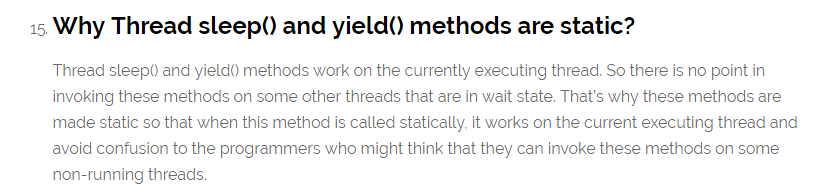 15. Why Thread sleep() and yield() methods are static?
Thread sleep() and yield() methods work on the currently executing thread. So there is no point in
invoking these methods on some other threads that are in wait state. That's why these methods are
made static so that when this method is called statically, it works on the current executing thread and
avoid confusion to the programmers who might think that they can invoke these methods on some
non-running threads.